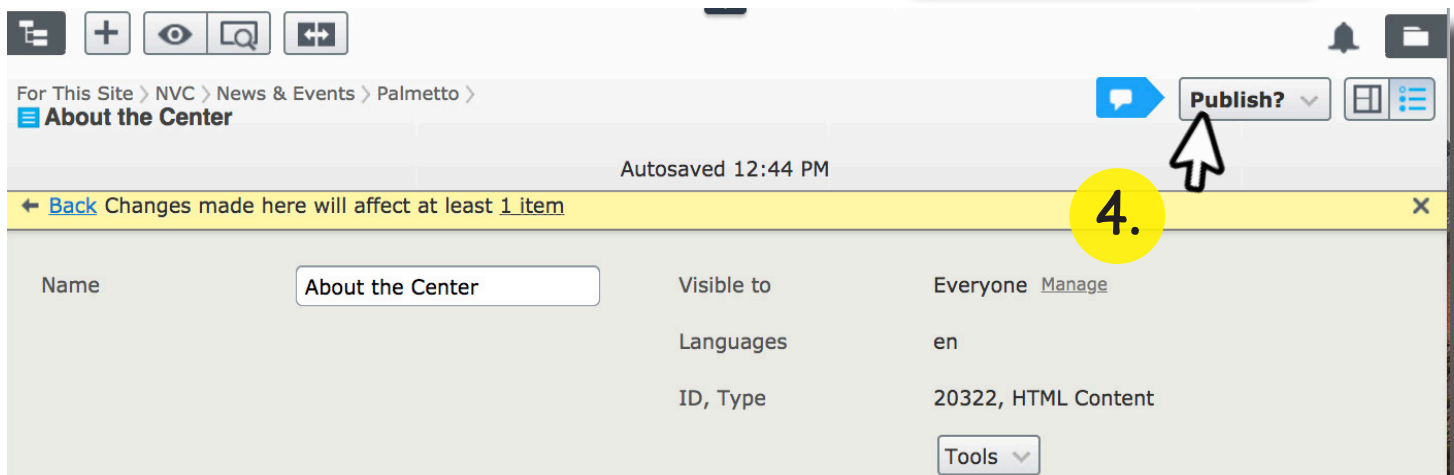 For This Site > NVC > News & Events > Palmetto >
About the Center
Publish?
Autosaved 12:44 PM
Back Changes made here will affect at least 1 item
4.
Name
About the Center
Visible to
Everyone Manage
Languages
en
ID, Type
20322, HTML Content
Tools